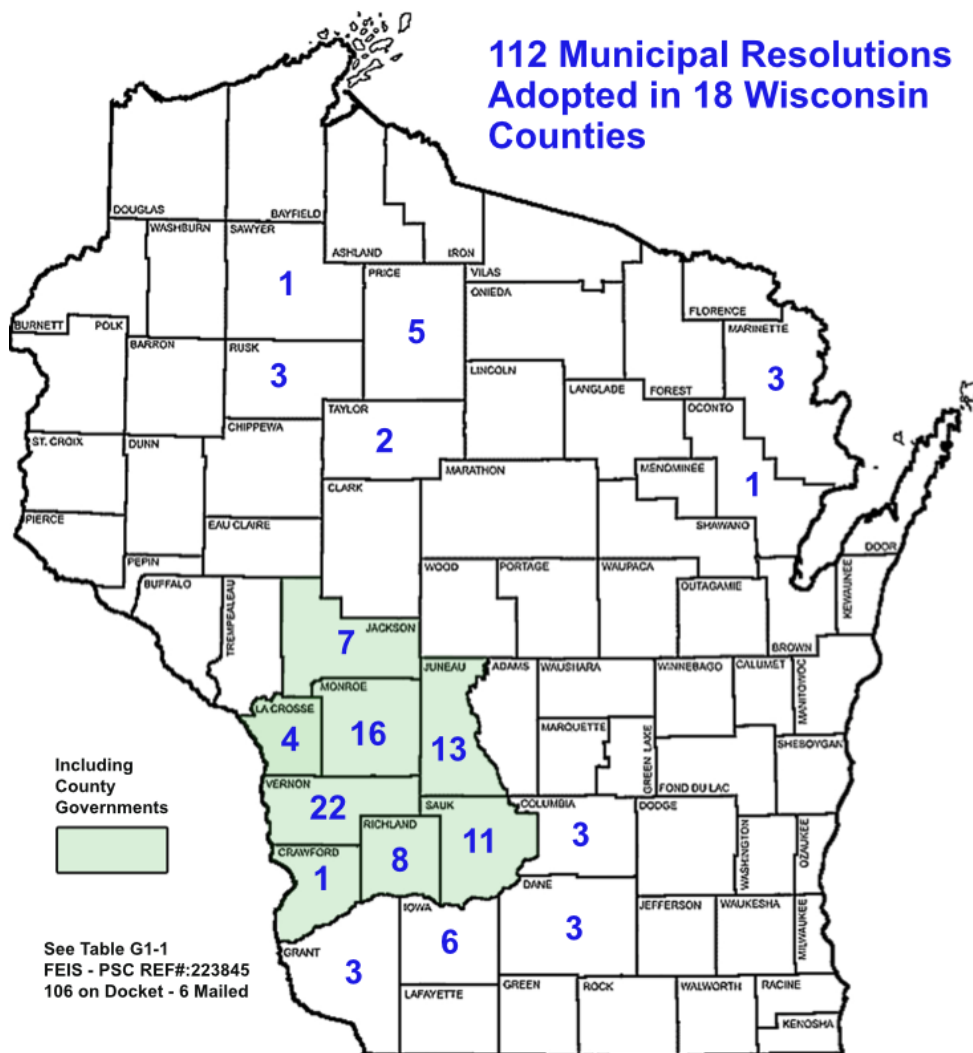 112 Municipal Resolutions
Adopted in 18 Wisconsin
Counties
DOUGLAS
BAYFIELD
WASHBURN
SAWYER
ASHLAND
IRON
1
PRICE
VILAS
ONIEDA
5
FLORENCE
BURNETT
POLK
MARINETTE
BARRON
RUSK
3
3
LINCOLN
LANGLADE
FOREST
TAYLOR
OCONTO
CHIPPEWA
2
ST. CROIX
DUNN
MARATHON
MENOMINEE
1
CLARK
PIERCE
EAU CLAIRE
SHAWANO
DOOR
PEPIN
WOOD
PORTAGE
WAUPACA
BUFFALO
OUTAGAMIE
KEWAUNEE
TREMPEALEAU
JACKSON
7
BROWN
JUNEAU
ADAMS
WAUSHARA
WINNEBAGO
CALUMET
MANITOWOC
MONROE
LA CROSSE
4
16
13
MARQUETTE
GREEN LAKE
SHEBOYGAN
Including
County
Governments
VERNON
FOND DU LAC
22
SAUK
COLUMBIA
DODGE
RICHLAND
3
11
WASHINGTON
OZAUKEE
CRAWFORD
8
1
DANE
IOWA
JEFFERSON
WAUKESHA
MILWAUKEE
3
6
See Table G1-1
FEIS - PSC REF#:223845
106 on Docket - 6 Mailed
GRANT
3
LAFAYETTE
GREEN
ROCK
WALWORTH
RACINE
KENOSHA